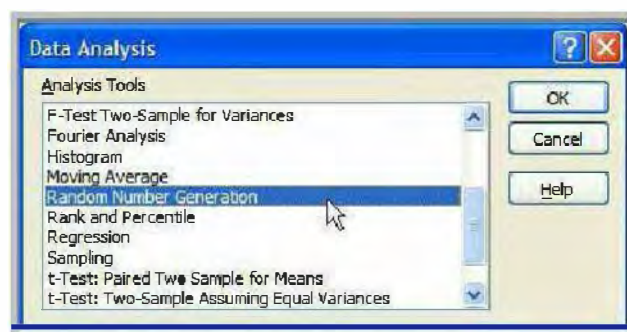 Data Analysis
Analysis Tools
F-Test Two-Sample for Variances
Fourier Analysis
Histogram
Moving Average
Random Number Generation
Rank and Percentile
Regression
Sampling
t-Test: Paired Two Sample for Means
t-Test: Two-Sample Assuming Equal Variances
OK
Cancel
Help